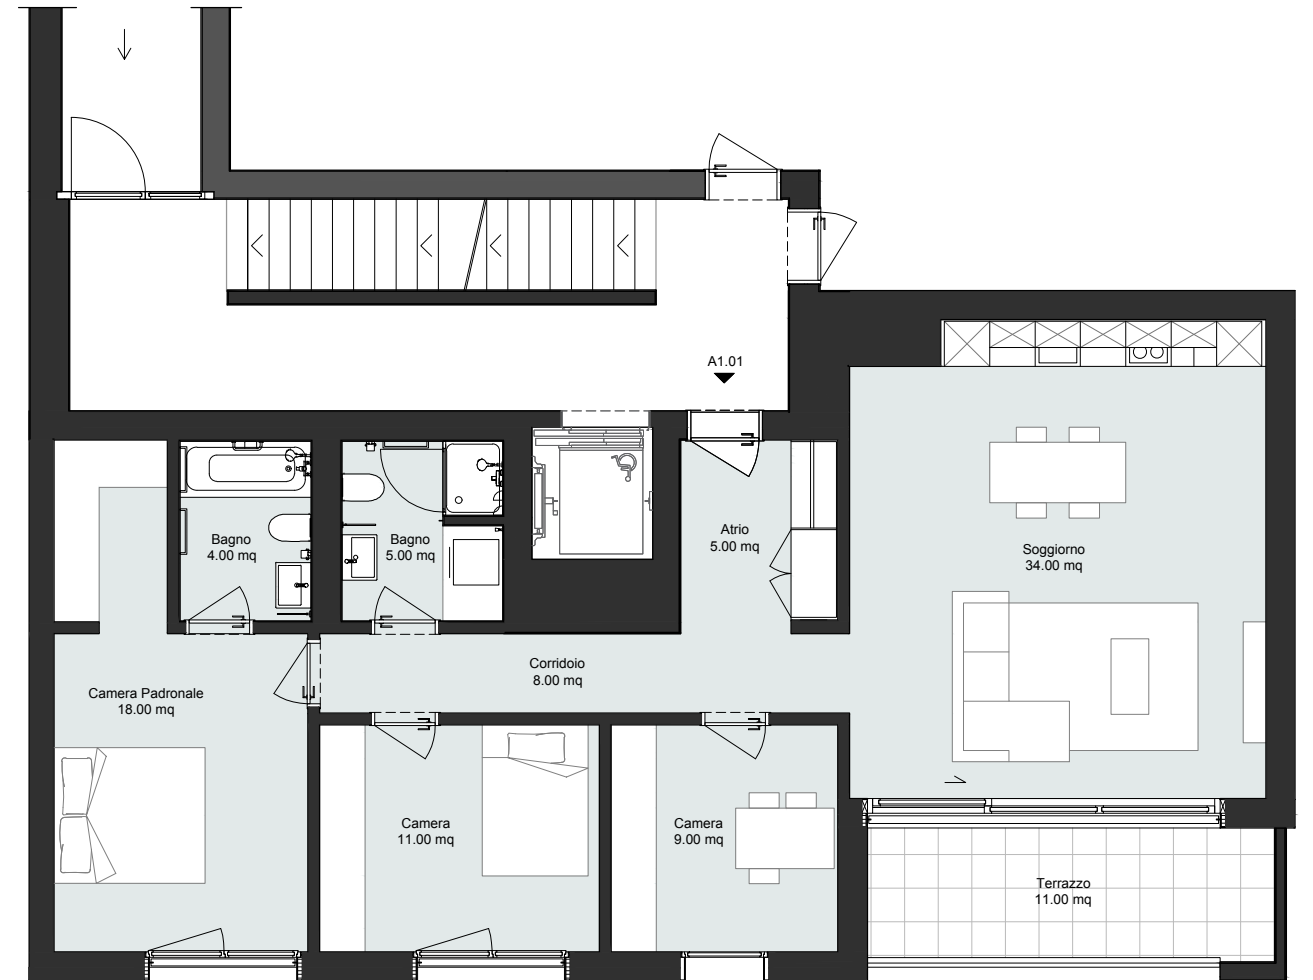 A1.01
Bagno
4.00 mq
Bagno
5.00 mq
Atrio
5.00 mq
Soggiorno
34.00 mq
Corridoio
8.00 mq
Camera Padronale
18.00 mq
Camera
11.00 mq
Camera
9.00 mq
Terrazzo
11.00 mq